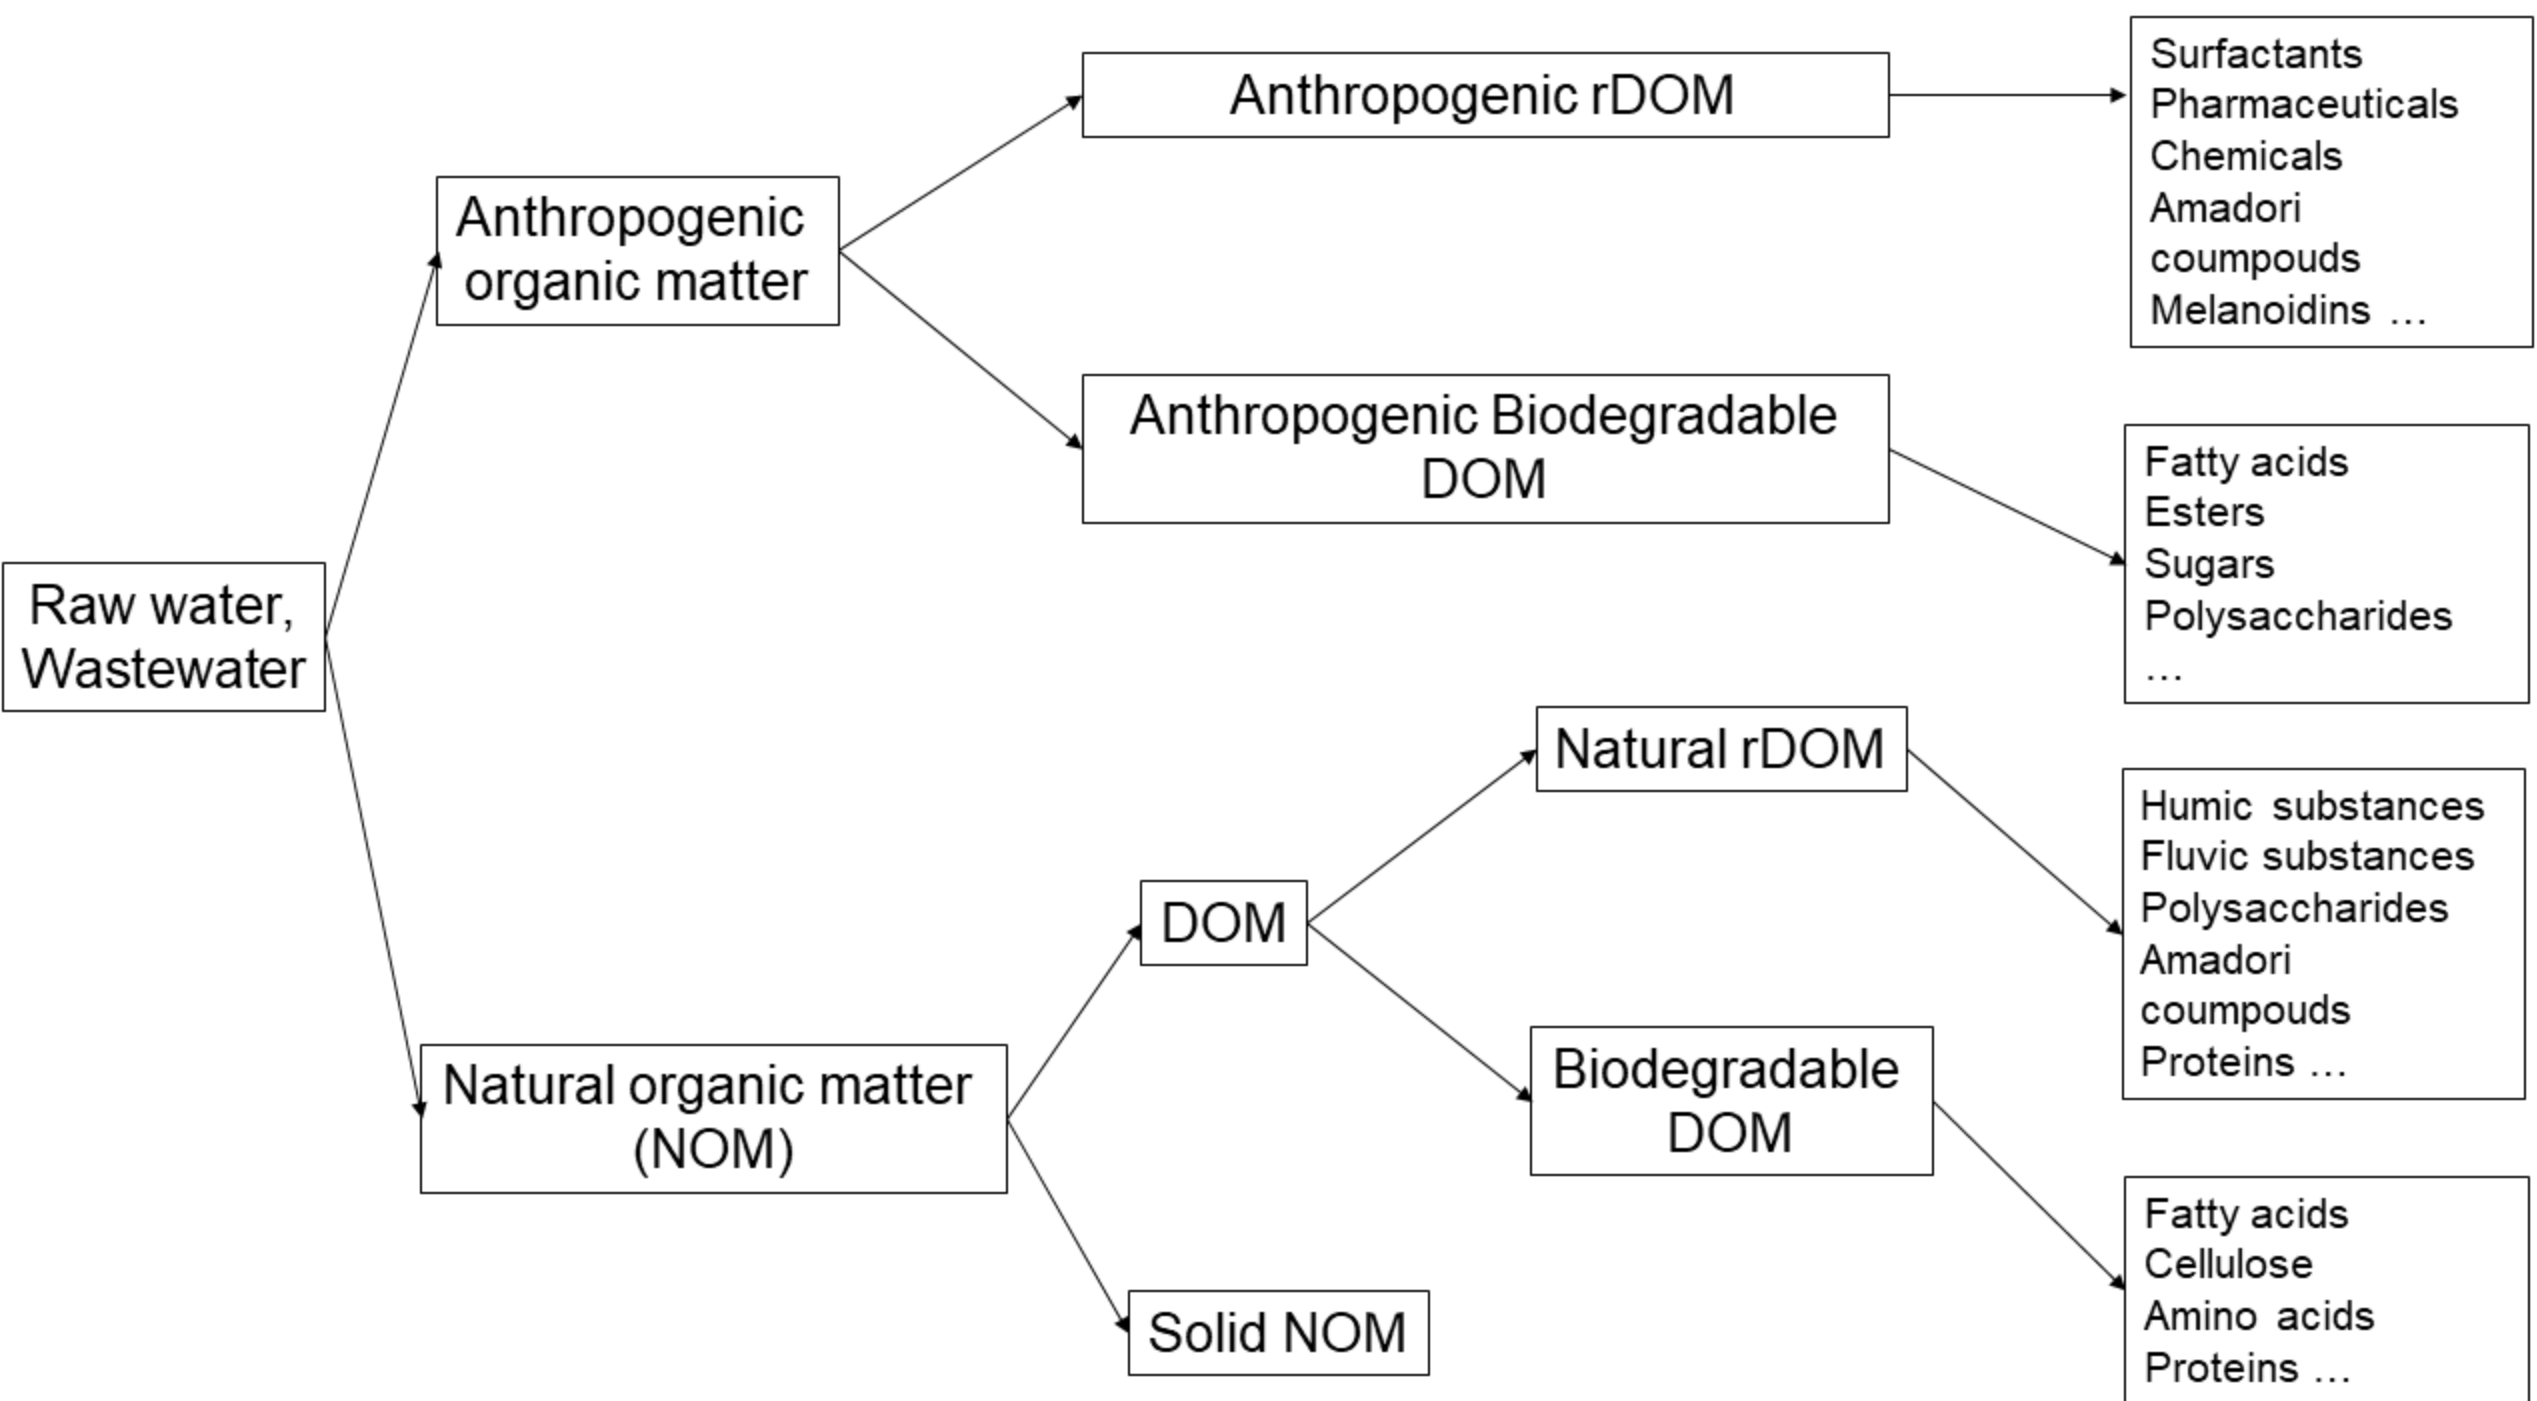 Anthropogenic rDOM
Surfactants
Pharmaceuticals
Chemicals
Amadori
coumpouds
Melanoidins ...
Anthropogenic
organic matter
Anthropogenic Biodegradable
DOM
Fatty acids
Esters
Sugars
Polysaccharides
...
Raw water,
Wastewater
Natural rDOM
Humic substances
Fluvic substances
Polysaccharides
Amadori
coumpouds
Proteins ...
DOM
Natural organic matter
(NOM)
Biodegradable
DOM
Solid NOM
Fatty acids
Cellulose
Amino acids
Proteins ...